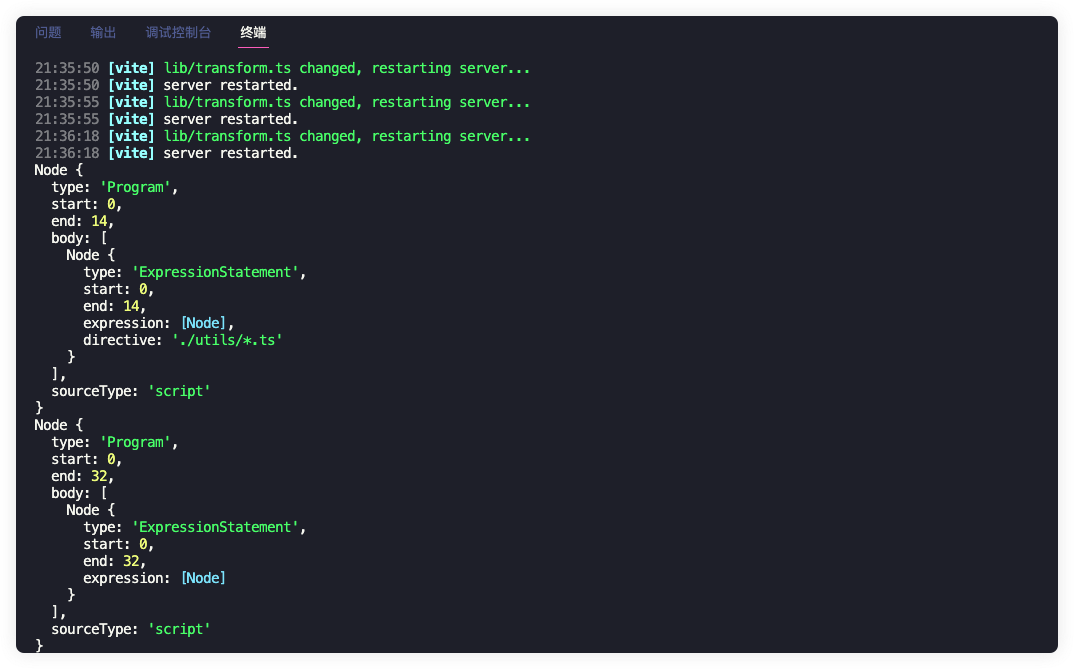 问题 输出 调试控制台 终端
21:35:50 [vite] lib/transform.ts changed, restarting server...
21:35:50 [vite] server restarted.
21:35:55 [vite] lib/transform.ts changed, restarting server...
21:35:55 [vite] server restarted.
21:36:18 [vite] lib/transform.ts changed, restarting server...
21:36:18 [vite] server restarted.
Node {
  type: 'Program',
  start: 0,
  end: 14,
  body: [
    Node {
      type: 'ExpressionStatement',
      start: 0,
      end: 14,
      expression: [Node],
      directive: './utils/*.ts'
    }
  ],
  sourceType: 'script'
}
Node {
  type: 'Program',
  start: 0,
  end: 32,
  body: [
    Node {
      type: 'ExpressionStatement',
      start: 0,
      end: 32,
      expression: [Node]
    }
  ],
  sourceType: 'script'
}